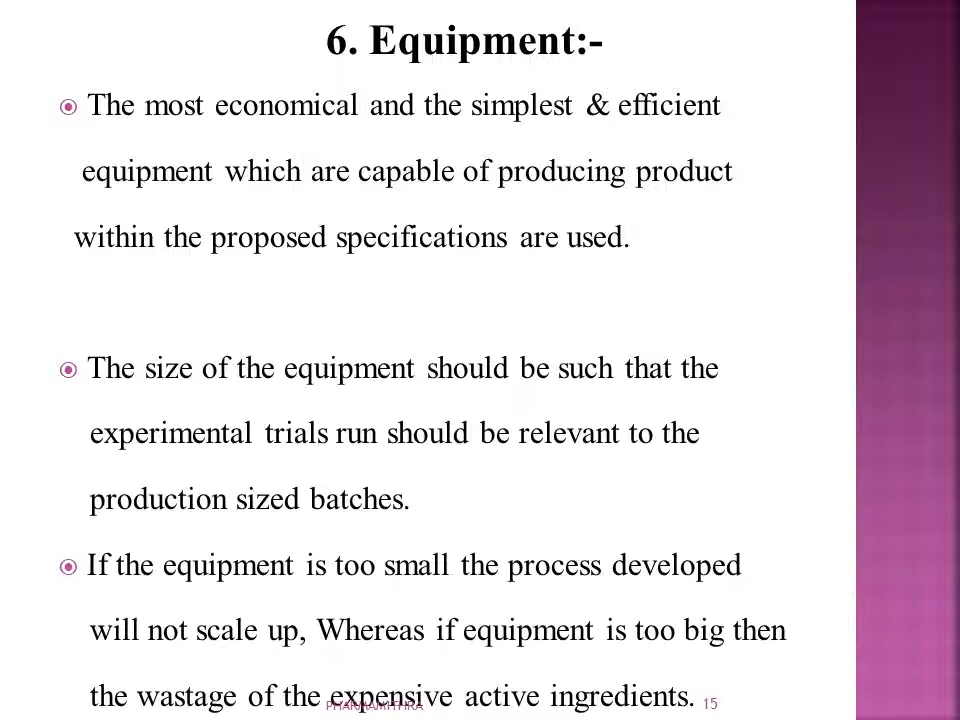 6. Equipment:-
The most economical and the simplest & efficient
equipment which are capable of producing product
within the proposed specifications are used.
The size of the equipment should be such that the
experimental trials run should be relevant to the
production sized batches.
If the equipment is too small the process developed
will not scale up, Whereas if equipment is too big then
the wastage of the expensive active ingredients.
PHARMAMITHRA 15